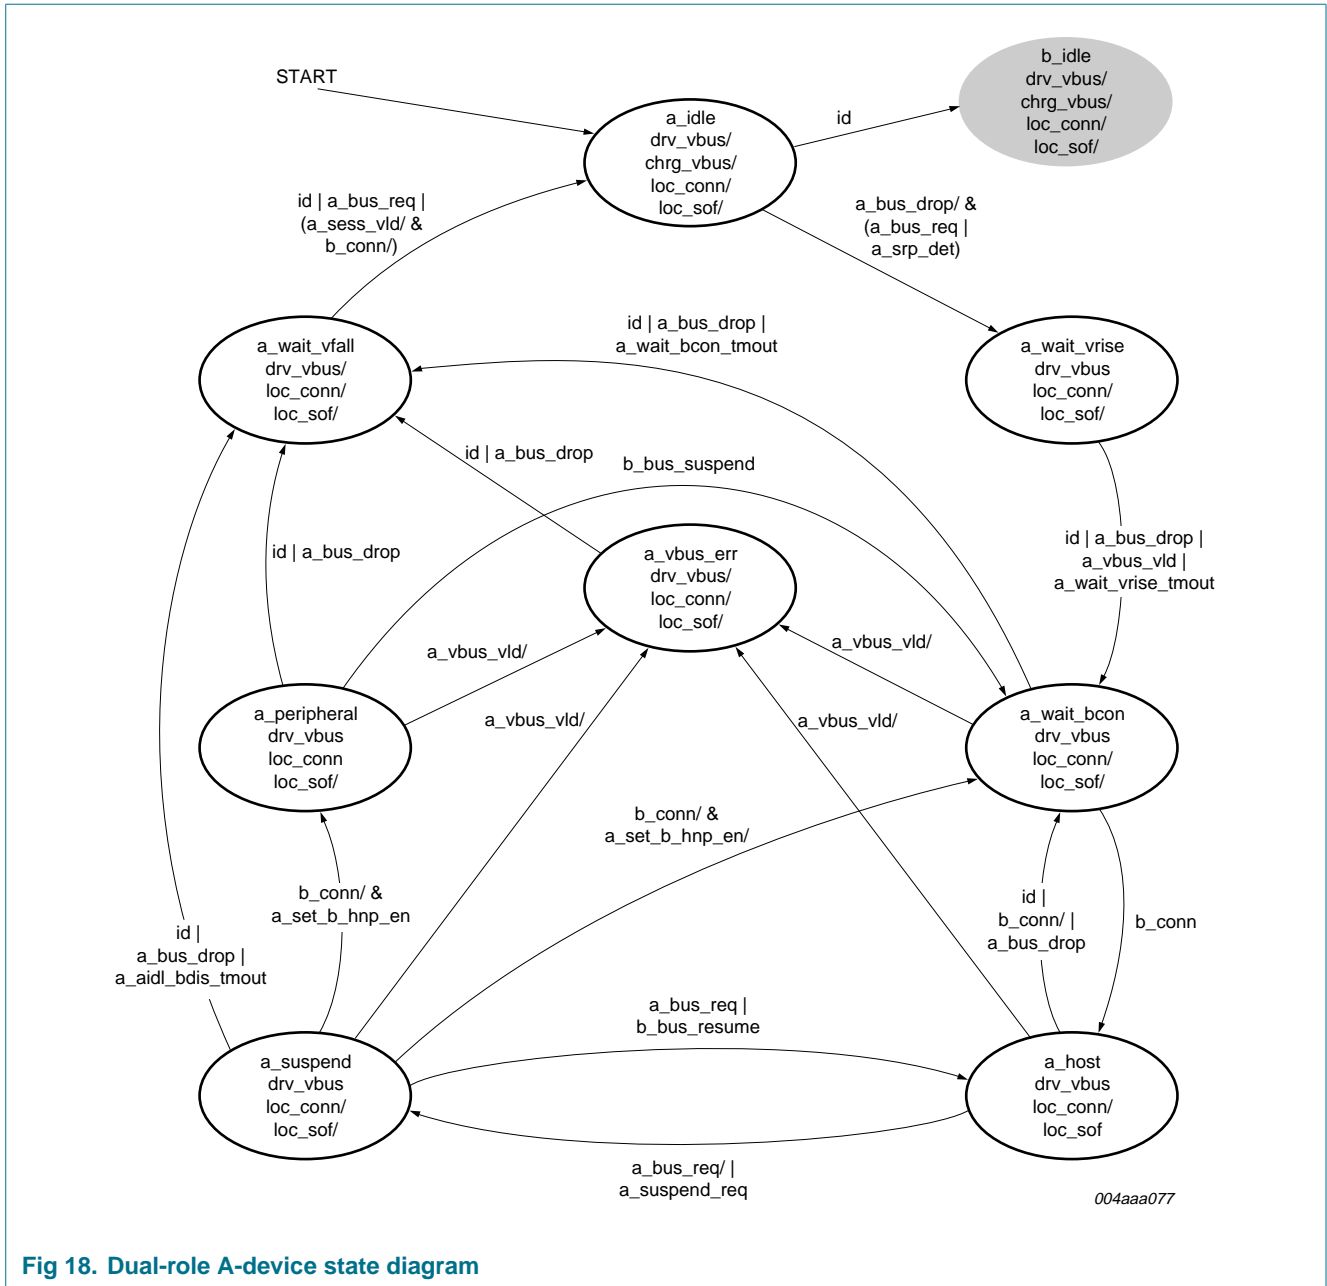 START
b_idle
drv_vbus/
chrg_vbus/
loc_conn/
loc_sof/
a_idle
drv_vbus/
chrg_vbus/
loc_conn/
loc_sof/
id
id | a_bus_req |
(a_sess_vld/ &
b_conn/)
a_bus_drop/ &
(a_bus_req |
a_srp_det)
a_wait_vfall
drv_vbus/
loc_conn/
loc_sof/
id | a_bus_drop |
a_wait_bcon_tmout
a_wait_vrise
drv_vbus
loc_conn/
loc_sof/
id | a_bus_drop
b_bus_suspend
id | a_bus_drop
a_vbus_err
drv_vbus/
loc_conn/
loc_sof/
id | a_bus_drop |
a_vbus_vld |
a_wait_vrise_tmout
a_vbus_vld/
a_vbus_vld/
a_peripheral
drv_vbus
loc_conn
loc_sof/
a_vbus_vld/
a_vbus_vld/
a_wait_bcon
drv_vbus
loc_conn/
loc_sof/
b_conn/ &
a_set_b_hnp_en/
b_conn/ &
a_set_b_hnp_en
id |
b_conn/ |
a_bus_drop
b_conn
id |
a_bus_drop |
a_aidl_bdis_tmout
a_bus_req |
b_bus_resume
a_suspend
drv_vbus
loc_conn/
loc_sof/
a_host
drv_vbus
loc_conn/
loc_sof
a_bus_req/ |
a_suspend_req
004aaa077
Fig 18. Dual-role A-device state diagram